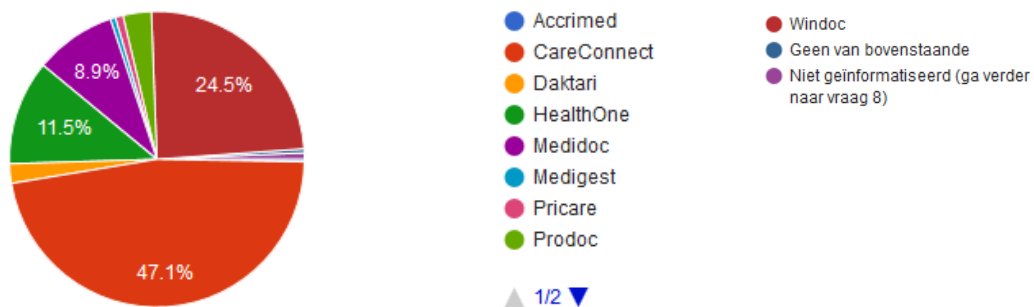 8.9%
24.5%
11.5%
47.1%
Accrimed
CareConnect
Daktari
HealthOne
Medidoc
Medigest
Pricare
Prodoc
1/2
Windoc
Geen van bovenstaande
Niet geïnformatiseerd (ga verder
naar vraag 8)